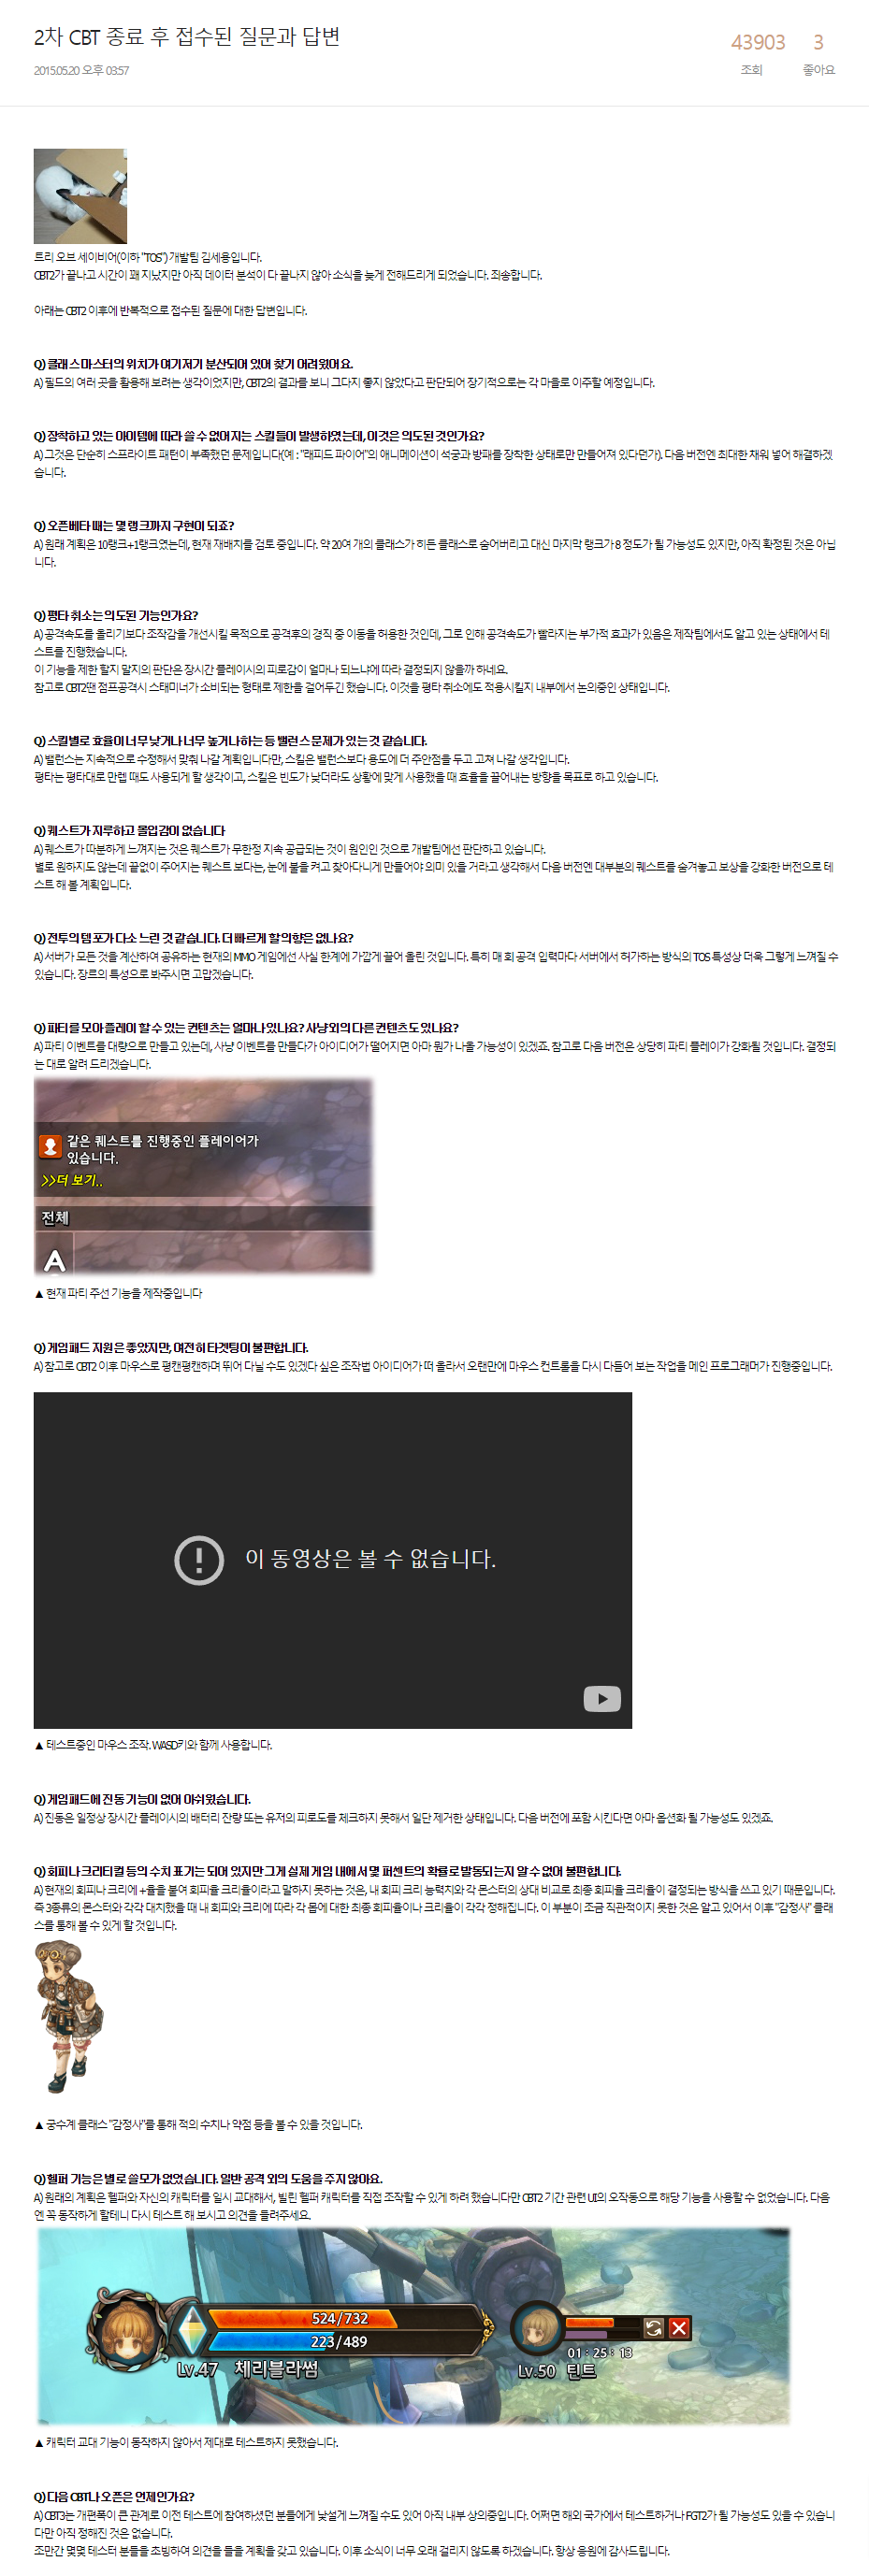 2차 CBT 종료 후 접수된 질문과 답변
2015.05.20 오후 03:57
43903
조회
3
좋아요
트리 오브 세이비어(이하 "TOS") 개발팀 김세용입니다.
CBT2가 끝나고 시간이 꽤 지났지만 아직 데이터 분석이 다 끝나지 않아 소식을 늦게 전해드리게 되었습니다. 죄송합니다.
아래는 CBT2 이후에 반복적으로 접수된 질문에 대한 답변입니다.
Q) 클래스 마스터의 위치가 여기저기 분산되어 있어 찾기 어려웠어요.
A) 필드의 여러 곳을 활용해 보려는 생각이었지만, CBT2의 결과를 보니 그다지 좋지 않았다고 판단되어 장기적으로는 각 마을로 이주할 예정입니다.
Q) 장착하고 있는 아이템에 따라 쓸 수 없어지는 스킬들이 발생하였는데, 이것은 의도된 것인가요?
A) 그것은 단순히 스프라이트 패턴이 부족했던 문제입니다(예 : "래피드 파이어"의 애니메이션이 석궁과 방패를 장착한 상태로만 만들어져 있다던가). 다음 버전엔 최대한 채워 넣어 해결하겠
습니다.
Q) 오픈베타 때는 몇 랭크까지 구현이 되죠?
A) 원래 계획은 10랭크+1랭크였는데, 현재 재배치를 검토 중입니다. 약 20여 개의 클래스가 히든 클래스로 숨어버리고 대신 마지막 랭크가 8 정도가 될 가능성도 있지만, 아직 확정된 것은 아닙
니다.
Q) 평타 취소는 의도된 기능인가요?
A) 공격속도를 올리기보다 조작감을 개선시킬 목적으로 공격후의 경직 중 이동을 허용한 것인데, 그로 인해 공격속도가 빨라지는 부가적 효과가 있음은 제작팀에서도 알고 있는 상태에서 테
스트를 진행했습니다.
이 기능을 제한 할지 말지의 판단은 장시간 플레이시의 피로감이 얼마나 되느냐에 따라 결정되지 않을까 하네요.
참고로 CBT2땐 점프공격시 스태미너가 소비되는 형태로 제한을 걸어두긴 했습니다. 이것을 평타 취소에도 적용시킬지 내부에서 논의중인 상태입니다.
Q) 스킬별로 효율이 너무 낮거나 너무 높거나 하는 등 밸런스 문제가 있는 것 같습니다.
A) 밸런스는 지속적으로 수정해서 맞춰 나갈 계획입니다만, 스킬은 밸런스보다 용도에 더 주안점을 두고 고쳐 나갈 생각입니다.
평타는 평타대로 만렙 때도 사용되게 할 생각이고, 스킬은 빈도가 낮더라도 상황에 맞게 사용했을 때 효율을 끌어내는 방향을 목표로 하고 있습니다.
Q) 퀘스트가 지루하고 몰입감이 없습니다
A) 퀘스트가 따분하게 느껴지는 것은 퀘스트가 무한정 지속 공급되는 것이 원인인 것으로 개발팀에선 판단하고 있습니다.
별로 원하지도 않는데 끝없이 주어지는 퀘스트 보다는, 눈에 불을 켜고 찾아다니게 만들어야 의미 있을 거라고 생각해서 다음 버전엔 대부분의 퀘스트를 숨겨놓고 보상을 강화한 버전으로 테
스트 해 볼 계획입니다.
Q) 전투의 템포가 다소 느린 것 같습니다. 더 빠르게 할 의향은 없나요?
A) 서버가 모든 것을 계산하여 공유하는 현재의 MMO 게임에선 사실 한계에 가깝게 끌어 올린 것입니다. 특히 매 회 공격 입력마다 서버에서 허가하는 방식의 TOS 특성상 더욱 그렇게 느껴질 수
있습니다. 장르의 특성으로 봐주시면 고맙겠습니다.
Q) 파티를 모아 플레이 할 수 있는 컨텐츠는 얼마나 있나요? 사냥 외의 다른 컨텐츠도 있나요?
A) 파티 이벤트를 대량으로 만들고 있는데, 사냥 이벤트를 만들다가 아이디어가 떨어지면 아마 뭔가 나올 가능성이 있겠죠. 참고로 다음 버전은 상당히 파티 플레이가 강화될 것입니다. 결정되
는 대로 알려 드리겠습니다.
같은 퀘스트를 진행중인 플레이어가
있습니다.
>>더 보기..
전체
A
▲ 현재 파티 주선 기능을 제작중입니다
Q) 게임패드 지원은 좋았지만, 여전히 타겟팅이 불편합니다.
A) 참고로 CBT2 이후 마우스로 평캔평캔하며 뛰어 다닐 수도 있겠다 싶은 조작법 아이디어가 떠 올라서 오랜만에 마우스 컨트롤을 다시 다듬어 보는 작업을 메인 프로그래머가 진행중입니다.
이 동영상은 볼 수 없습니다.
▲ 테스트중인 마우스 조작. WASD키와 함께 사용합니다.
Q) 게임패드에 진동 기능이 없어 아쉬웠습니다.
A) 진동은 일정상 장시간 플레이시의 배터리 잔량 또는 유저의 피로도를 체크하지 못해서 일단 제거한 상태입니다. 다음 버전에 포함 시킨다면 아마 옵션화 될 가능성도 있겠죠.
Q) 회피나 크리티컬 등의 수치 표기는 되어 있지만 그게 실제 게임 내에서 몇 퍼센트의 확률로 발동되는지 알 수 없어 불편합니다.
A) 현재의 회피나 크리에 +율을 붙여 회피율 크리율이라고 말하지 못하는 것은, 내 회피 크리 능력치와 각 몬스터의 상대 비교로 최종 회피율 크리율이 결정되는 방식을 쓰고 있기 때문입니다.
즉 3종류의 몬스터와 각각 대치했을 때 내 회피와 크리에 따라 각 몹에 대한 최종 회피율이나 크리율이 각각 정해집니다. 이 부분이 조금 직관적이지 못한 것은 알고 있어서 이후 "감정사" 클래
스를 통해 볼 수 있게 할 것입니다.
▲ 궁수계 클래스 "감정사"를 통해 적의 수치나 약점 등을 볼 수 있을 것입니다.
Q) 헬퍼 기능은 별로 쓸모가 없었습니다. 일반 공격 외의 도움을 주지 않아요.
A) 원래의 계획은 헬퍼와 자신의 캐릭터를 일시 교대해서, 빌린 헬퍼 캐릭터를 직접 조작할 수 있게 하려 했습니다만 CBT2 기간 관련 UI의 오작동으로 해당 기능을 사용할 수 없었습니다. 다음
엔 꼭 동작하게 할테니 다시 테스트 해 보시고 의견을 들려주세요.
524/732
223/489
Lv.47 체리블라썸
01:25:13
Lv.50 틴트
▲ 캐릭터 교대 기능이 동작하지 않아서 제대로 테스트하지 못했습니다.
Q) 다음 CBT나 오픈은 언제인가요?
A) CBT3는 개편폭이 큰 관계로 이전 테스트에 참여하셨던 분들에게 낯설게 느껴질 수도 있어 아직 내부 상의중입니다. 어쩌면 해외 국가에서 테스트하거나 FGT2가 될 가능성도 있을 수 있습니
다만 아직 정해진 것은 없습니다.
조만간 몇몇 테스터 분들을 초빙하여 의견을 들을 계획을 갖고 있습니다. 이후 소식이 너무 오래 걸리지 않도록 하겠습니다. 항상 응원에 감사드립니다.